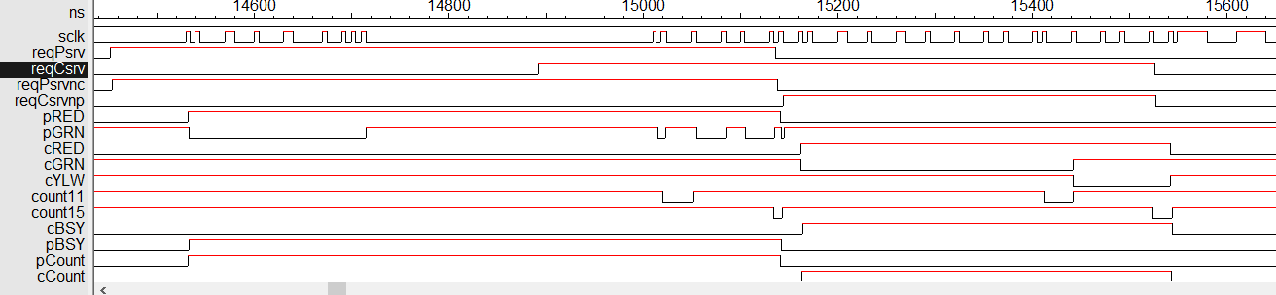 ns 14600 14800 15000 15200 15400 15600
sclk
reqPsrv
reqCsrv
reqPsrvnc
reqCsrvnp
pRED
pGRN
cRED
cGRN
cYLW
count11
count15
cBSY
pBSY
pCount
cCount